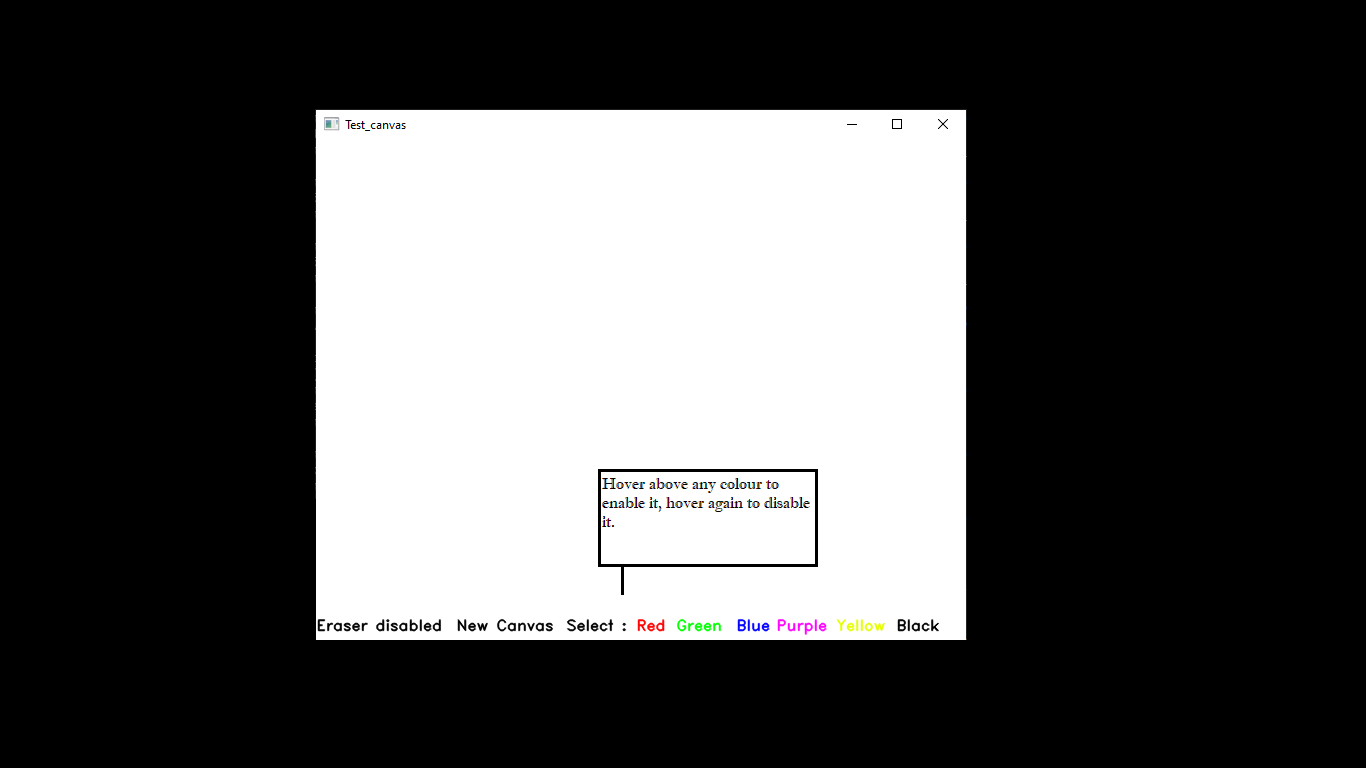 Test_canvas
Hover above any colour to
enable it, hover again to disable
it.
Eraser disabled New Canvas Select : Red Green Blue Purple Yellow Black